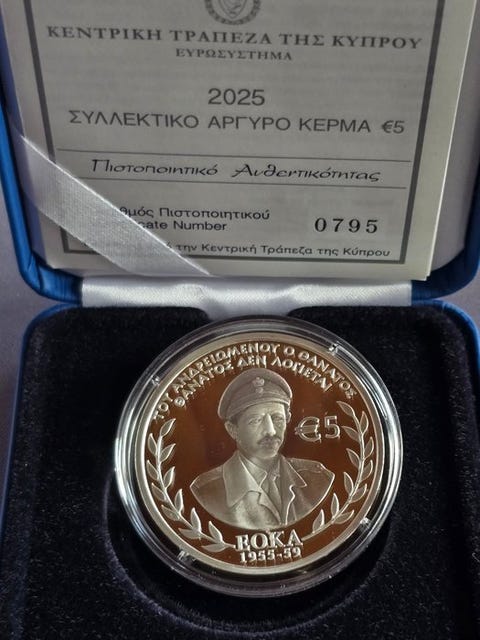 ΚΕΝΤΡΙΚΗ ΤΡΑΠΕΖΑ ΤΗΣ ΚΥΠΡΟΥ
ΕΥΡΩΣΥΣΤΗΜΑ
2025
ΣΥΛΛΕΚΤΙΚΟ ΑΡΓΥΡΟ ΚΕΡΜΑ €5
Πιστοποιητικό Αυθεντικότητας
Πιστοποιητικού
Number 0795
την Κεντρική Τράπεζα της Κύπρου
ΤΟΥ ΑΝΔΡΕΙΩΜΕΝΟΥ Ο ΘΑΝΑΤΟΣ
ΘΑΝΑΤΟΣ ΔΕΝ ΛΟΓΙΕΤΑΙ
€5
ΕΟΚΑ
1955-59